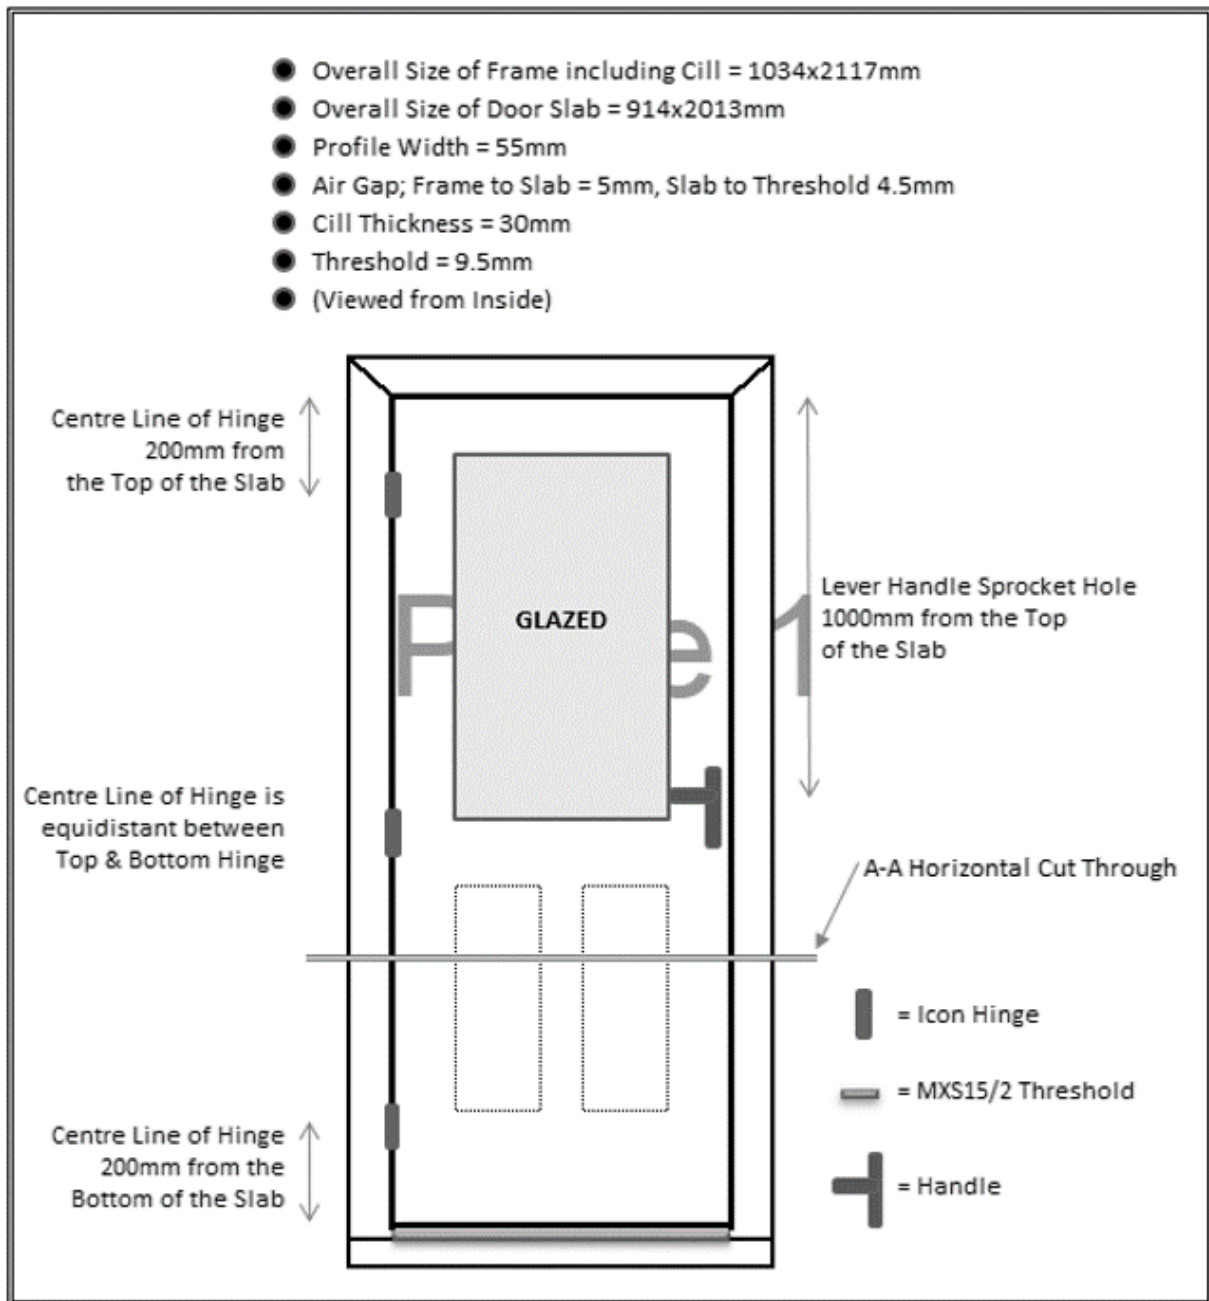 Overall Size of Frame including Cill = 1034x2117mm
Overall Size of Door Slab = 914x2013mm
Profile Width = 55mm
Air Gap; Frame to Slab = 5mm, Slab to Threshold 4.5mm
Cill Thickness = 30mm
Threshold = 9.5mm
(Viewed from Inside)
Centre Line of Hinge
200mm from
the Top of the Slab
GLAZED
Lever Handle Sprocket Hole
1000mm from the Top
of the Slab
Centre Line of Hinge is
equidistant between
Top & Bottom Hinge
A-A Horizontal Cut Through
= Icon Hinge
= MXS15/2 Threshold
= Handle
Centre Line of Hinge
200mm from the
Bottom of the Slab